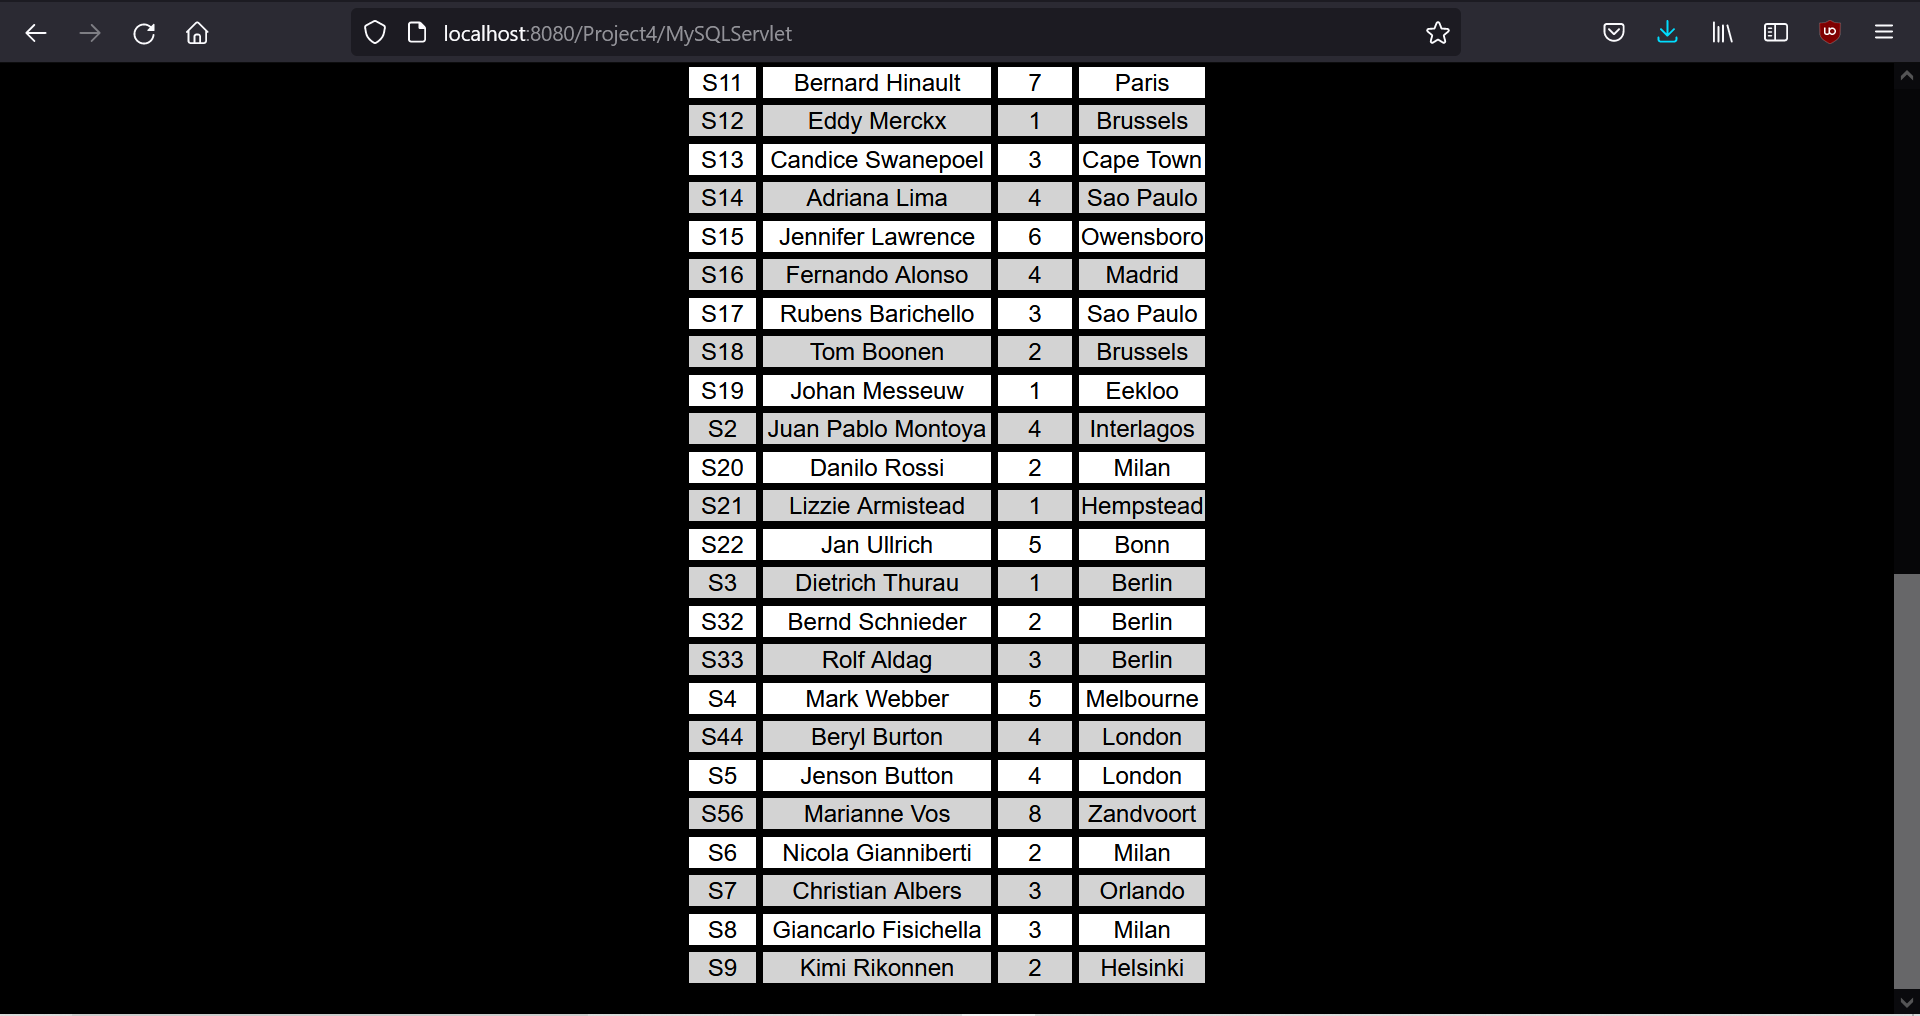 localhost:8080/Project4/MySQLServlet
S11 Bernard Hinault 7 Paris
S12 Eddy Merckx 1 Brussels
S13 Candice Swanepoel 3 Cape Town
S14 Adriana Lima 4 Sao Paulo
S15 Jennifer Lawrence 6 Owensboro
S16 Fernando Alonso 4 Madrid
S17 Rubens Barichello 3 Sao Paulo
S18 Tom Boonen 2 Brussels
S19 Johan Messeuw 1 Eekloo
S2 Juan Pablo Montoya 4 Interlagos
S20 Danilo Rossi 2 Milan
S21 Lizzie Armistead 1 Hempstead
S22 Jan Ullrich 5 Bonn
S3 Dietrich Thurau 1 Berlin
S32 Bernd Schnieder 2 Berlin
S33 Rolf Aldag 3 Berlin
S4 Mark Webber 5 Melbourne
S44 Beryl Burton 4 London
S5 Jenson Button 4 London
S56 Marianne Vos 8 Zandvoort
S6 Nicola Gianniberti 2 Milan
S7 Christian Albers 3 Orlando
S8 Giancarlo Fisichella 3 Milan
S9 Kimi Rikonnen 2 Helsinki